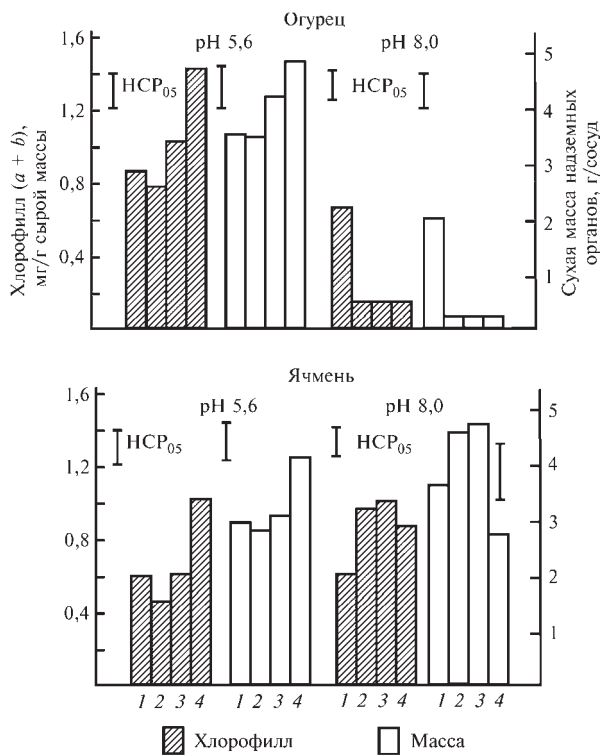 Огурец
pH 5,6
pH 8,0
НСР05
НСР05
1,6
1,2
0,8
0,4
Хлорофилл (a + b),
мг/г сырой массы
5
4
3
2
1
Сухая масса надземных
органов, г/сосуд
Ячмень
pH 5,6
pH 8,0
НСР05
НСР05
1,6
1,2
0,8
0,4
5
4
3
2
1
1 2 3 4 1 2 3 4 1 2 3 4 1 2 3 4
Хлорофилл
Масса